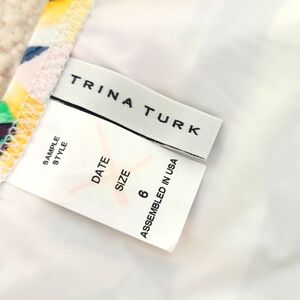 TRINA TURK
SAMPLE
STYLE
DATE
SIZE
6
ASSEMBLED IN USA